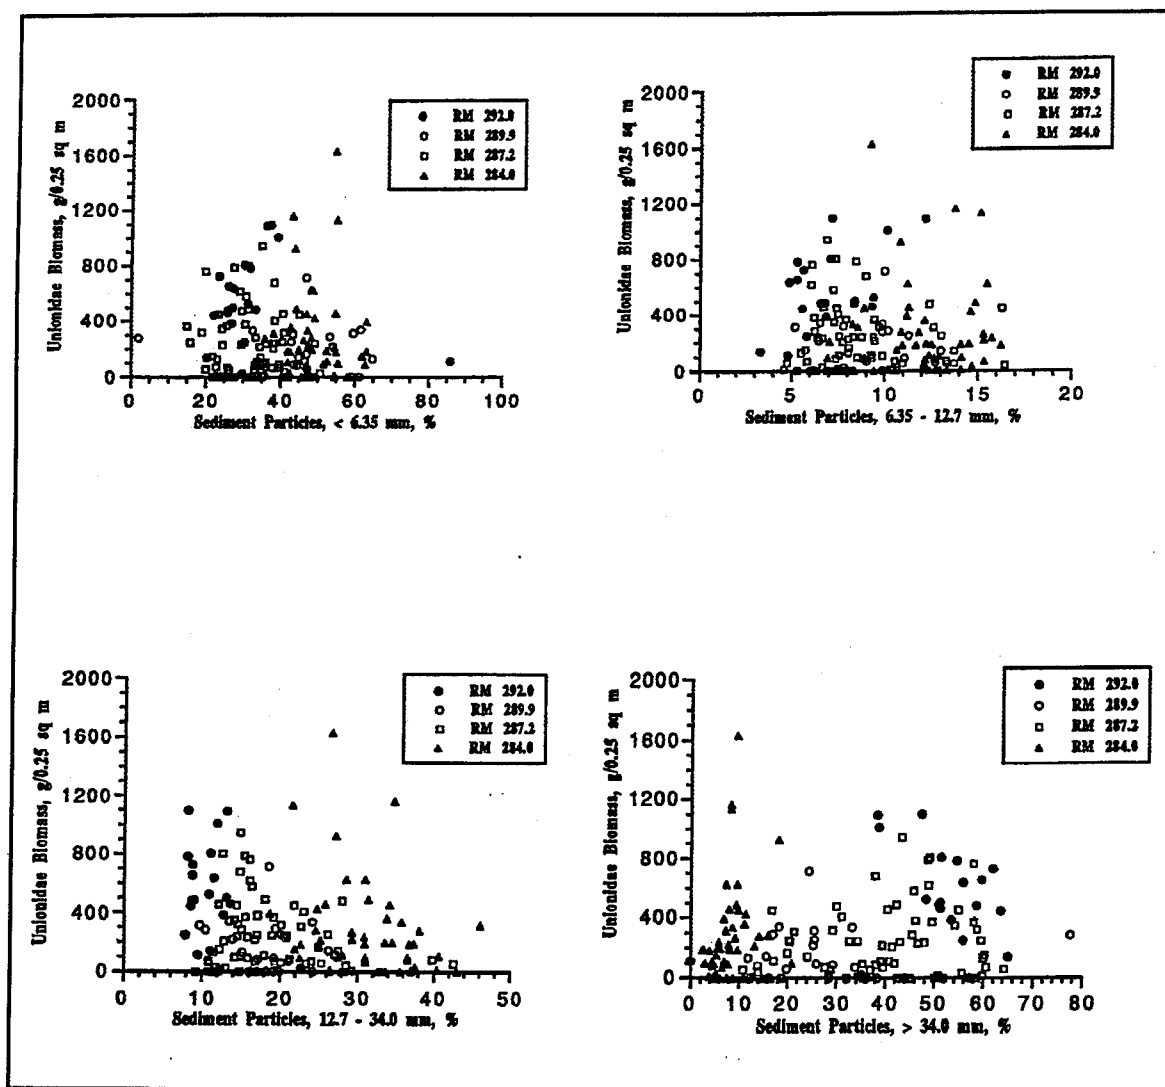 2000
1600
1200
800
400
0
Unionidae Biomass, g/0.25 sq m
RM 292.0
RM 289.9
RM 287.2
RM 284.0
0 20 40 60 80 100
Sediment Particles, < 6.35 mm, %
2000
1600
1200
800
400
0
Unionidae Biomass, g/0.25 sq m
RM 292.0
RM 289.9
RM 287.2
RM 284.0
0 5 10 15 20
Sediment Particles, 6.35 - 12.7 mm, %
2000
1600
1200
800
400
0
Unionidae Biomass, g/0.25 sq m
RM 292.0
RM 289.9
RM 287.2
RM 284.0
0 10 20 30 40 50
Sediment Particles, 12.7 - 34.0 mm, %
2000
1600
1200
800
400
0
Unionidae Biomass, g/0.25 sq m
RM 292.0
RM 289.9
RM 287.2
RM 284.0
0 10 20 30 40 50 60 70 80
Sediment Particles, > 34.0 mm, %